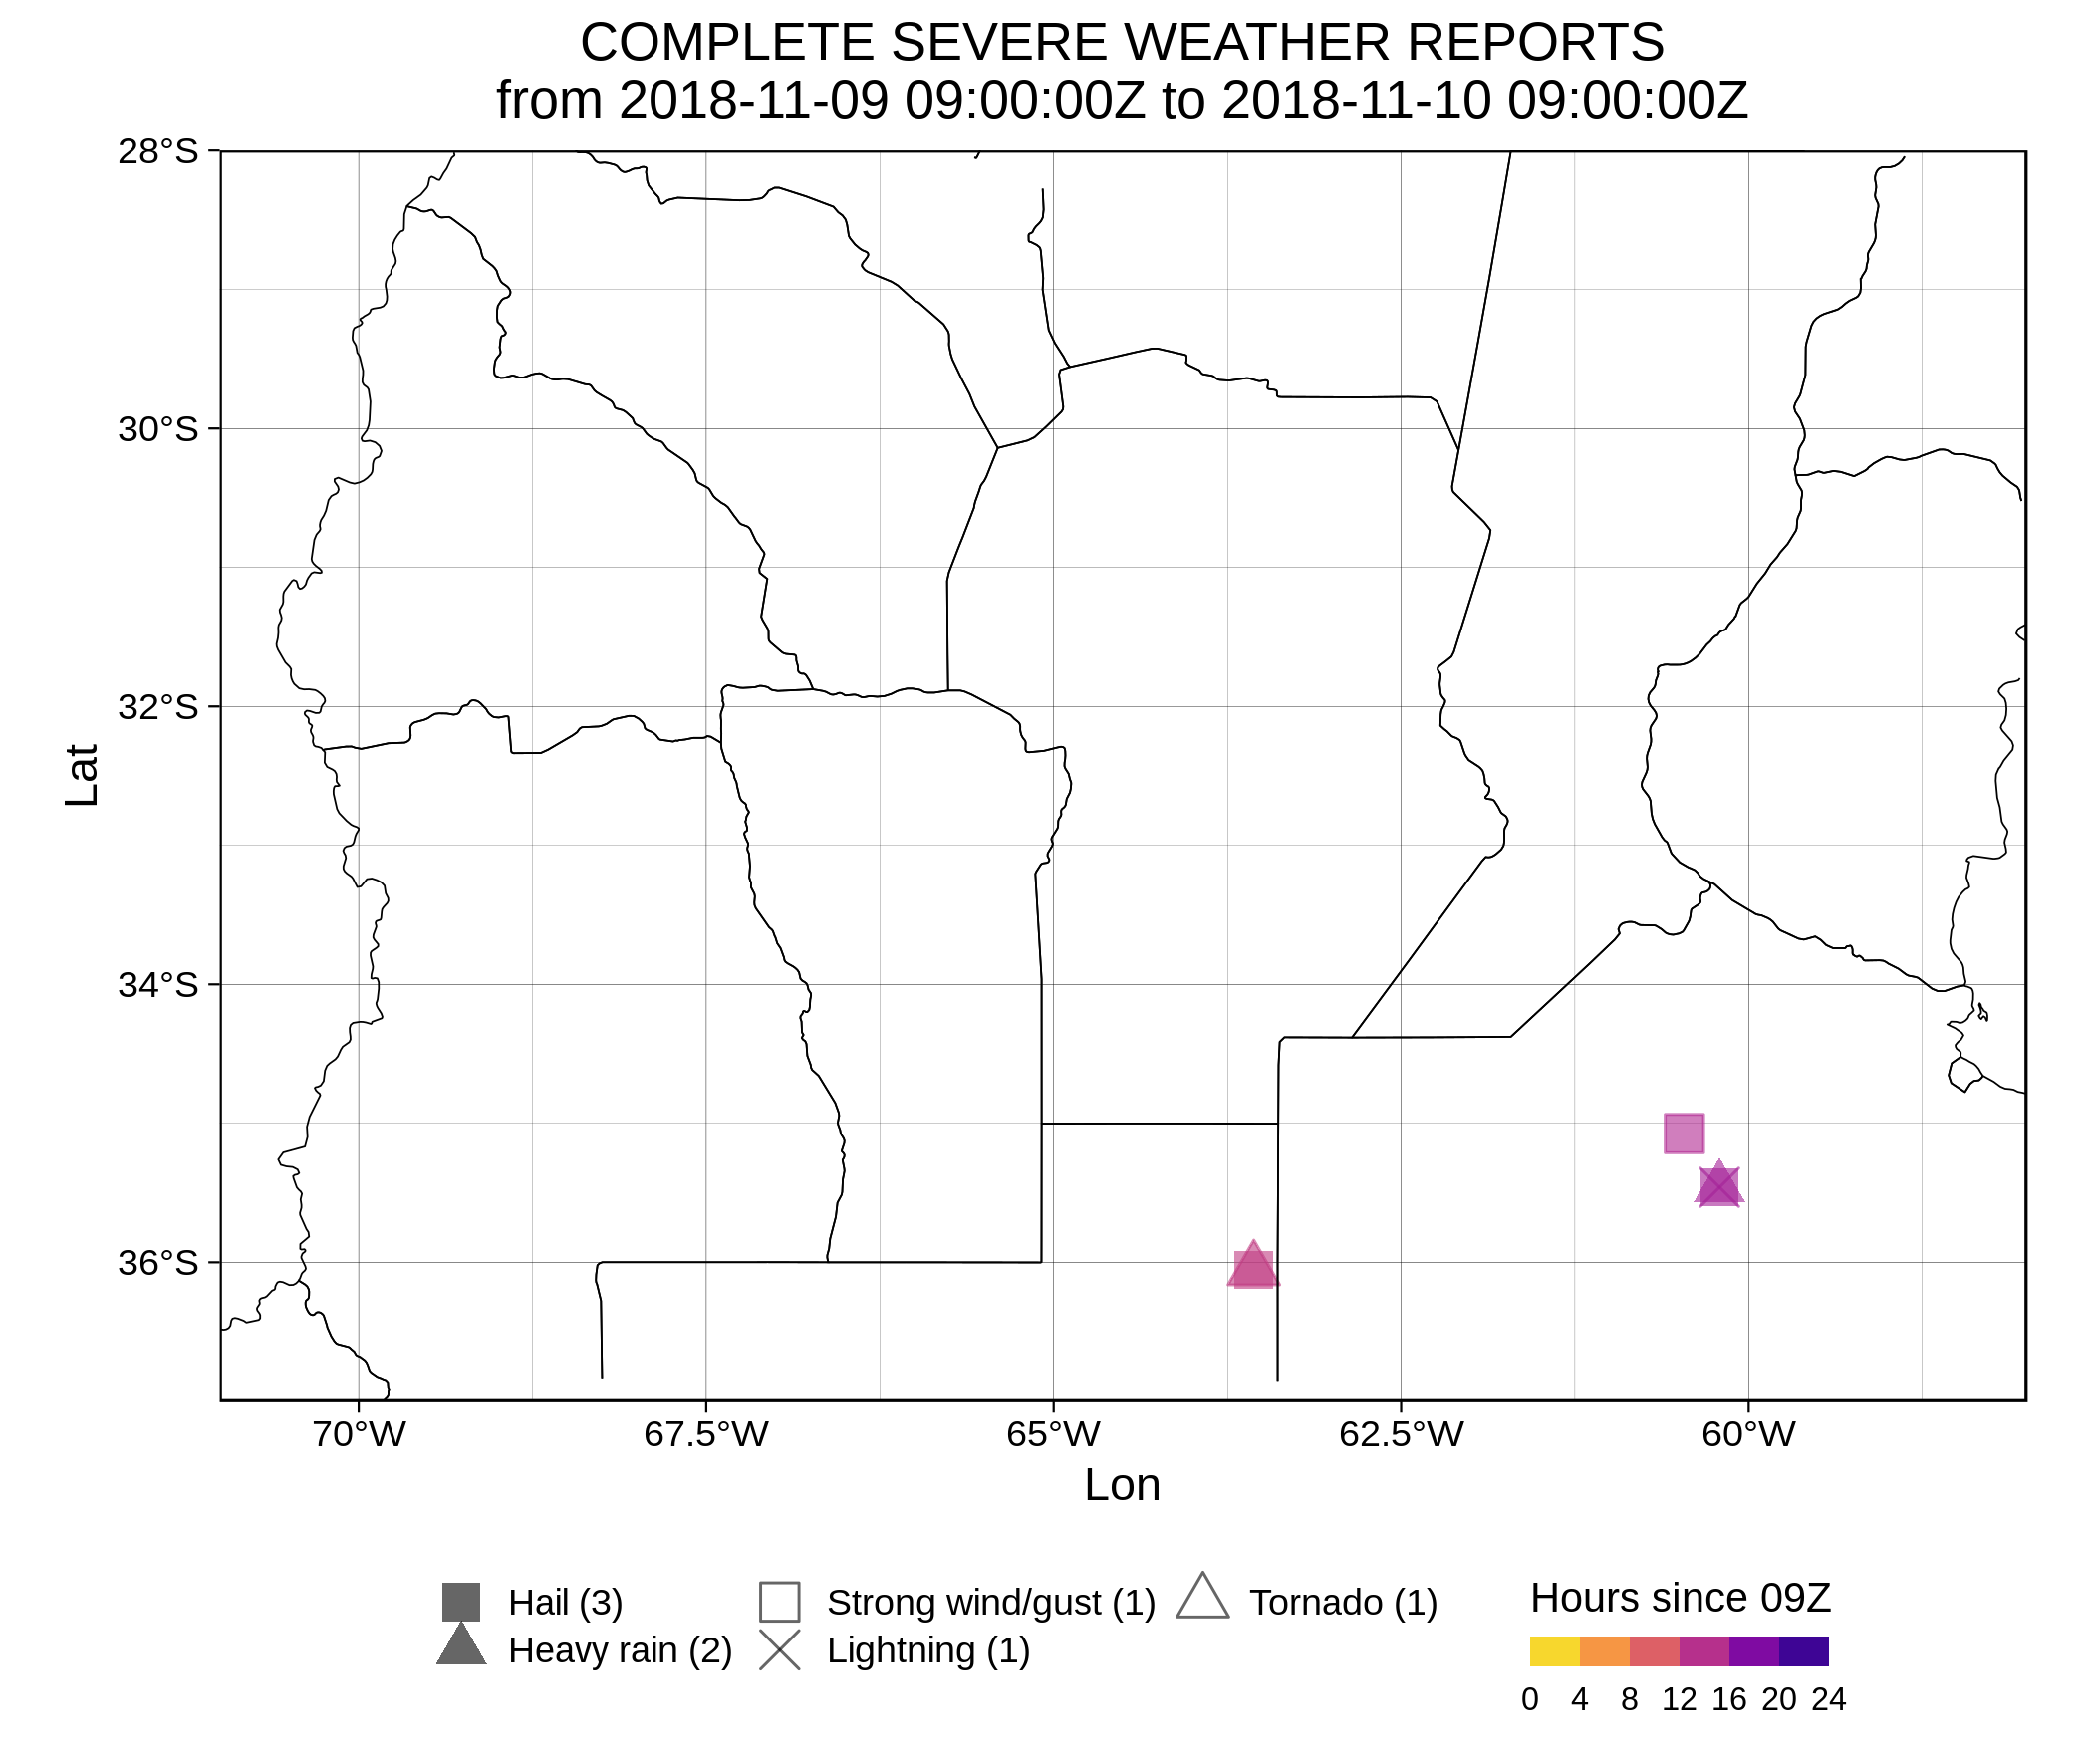 COMPLETE SEVERE WEATHER REPORTS
from 2018-11-09 09:00:00Z to 2018-11-10 09:00:00Z
28°S
30°S
32°S
34°S
36°S
Lat
70°W 67.5°W 65°W 62.5°W 60°W
Lon
Hail (3) Strong wind/gust (1) Tornado (1)
Heavy rain (2) Lightning (1)
Hours since 09Z
0 4 8 12 16 20 24